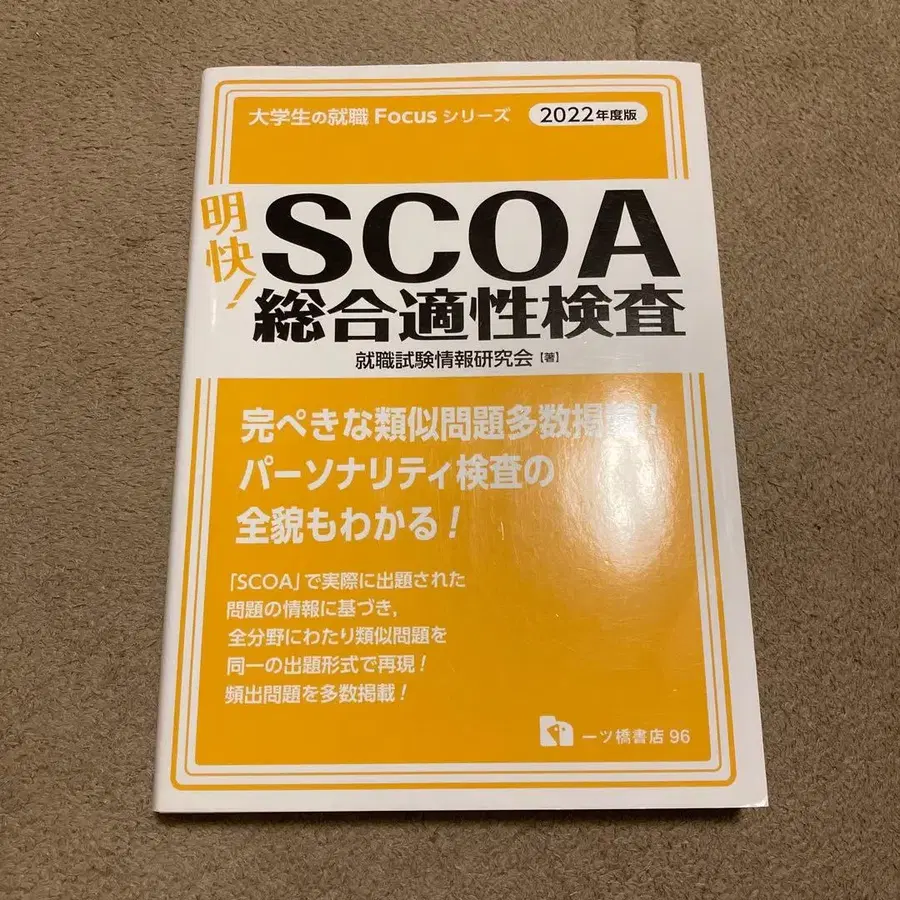 大学生の就職 Focus シリーズ 2022年度版
明快!
SCOA
総合適性検査
就職試験情報研究会【著】
完ぺきな類似問題多数掲載!
パーソナリティ検査の
全貌もわかる!
「SCOA」で実際に出題された
問題の情報に基づき,
全分野にわたり類似問題を
同一の出題形式で再現!
頻出問題を多数掲載!
一ツ橋書店 96